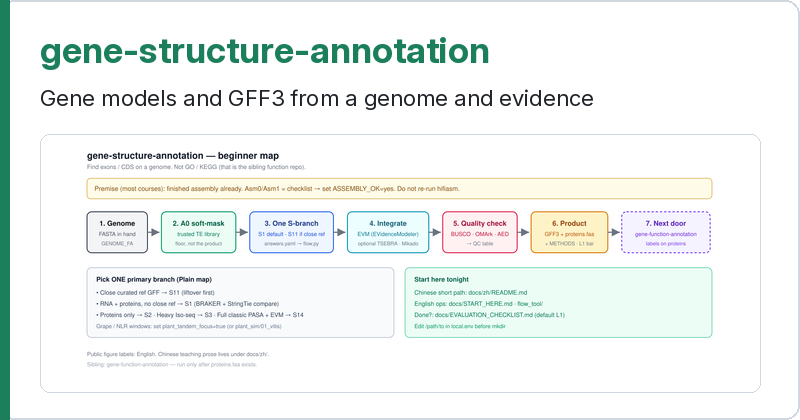 gene-structure-annotation
Gene models and GFF3 from a genome and evidence
gene-structure-annotation — beginner map
Find exons / CDS on a genome. Not GO / KEGG (that is the sibling function repo).
Premise (most courses): finished assembly already. Asm0/Asm1 = checklist → set ASSEMBLY_OK=yes. Do not re-run hifiasm.
1. Genome
FASTA in hand
GENOME_FA
2. A0 soft-mask
trusted TE library
floor, not the product
3. One S-branch
S1 default · S11 if close ref
answers.yaml → flow.py
4. Integrate
EVM (EVidenceModeler)
optional TSEBRA · Mikado
5. Quality check
BUSCO · OMArk · AED
→ QC table
6. Product
GFF3 + proteins.faa
+ METHODS · L1 bar
7. Next door
gene-function-annotation
labels on proteins
Pick ONE primary branch (Plain map)
• Close curated ref GFF → S11 (liftover first)
• RNA + proteins, no close ref → S1 (BRAKER + StringTie compare)
• Proteins only → S2 · Heavy Iso-seq → S3 · Full classic PASA + EVM → S14
Grape / NLR windows: set plant_tandem_focus=true (or plant_sim/01_vitis)
Start here tonight
Chinese short path: docs/zh/README.md
English ops: docs/START_HERE.md · flow_tool/
Done?: docs/EVALUATION_CHECKLIST.md (default L1)
Edit /path/to in local.env before mkdir
Public figure labels: English. Chinese teaching prose lives under docs/zh/.
Sibling: gene-function-annotation — run only after proteins.faa exists.